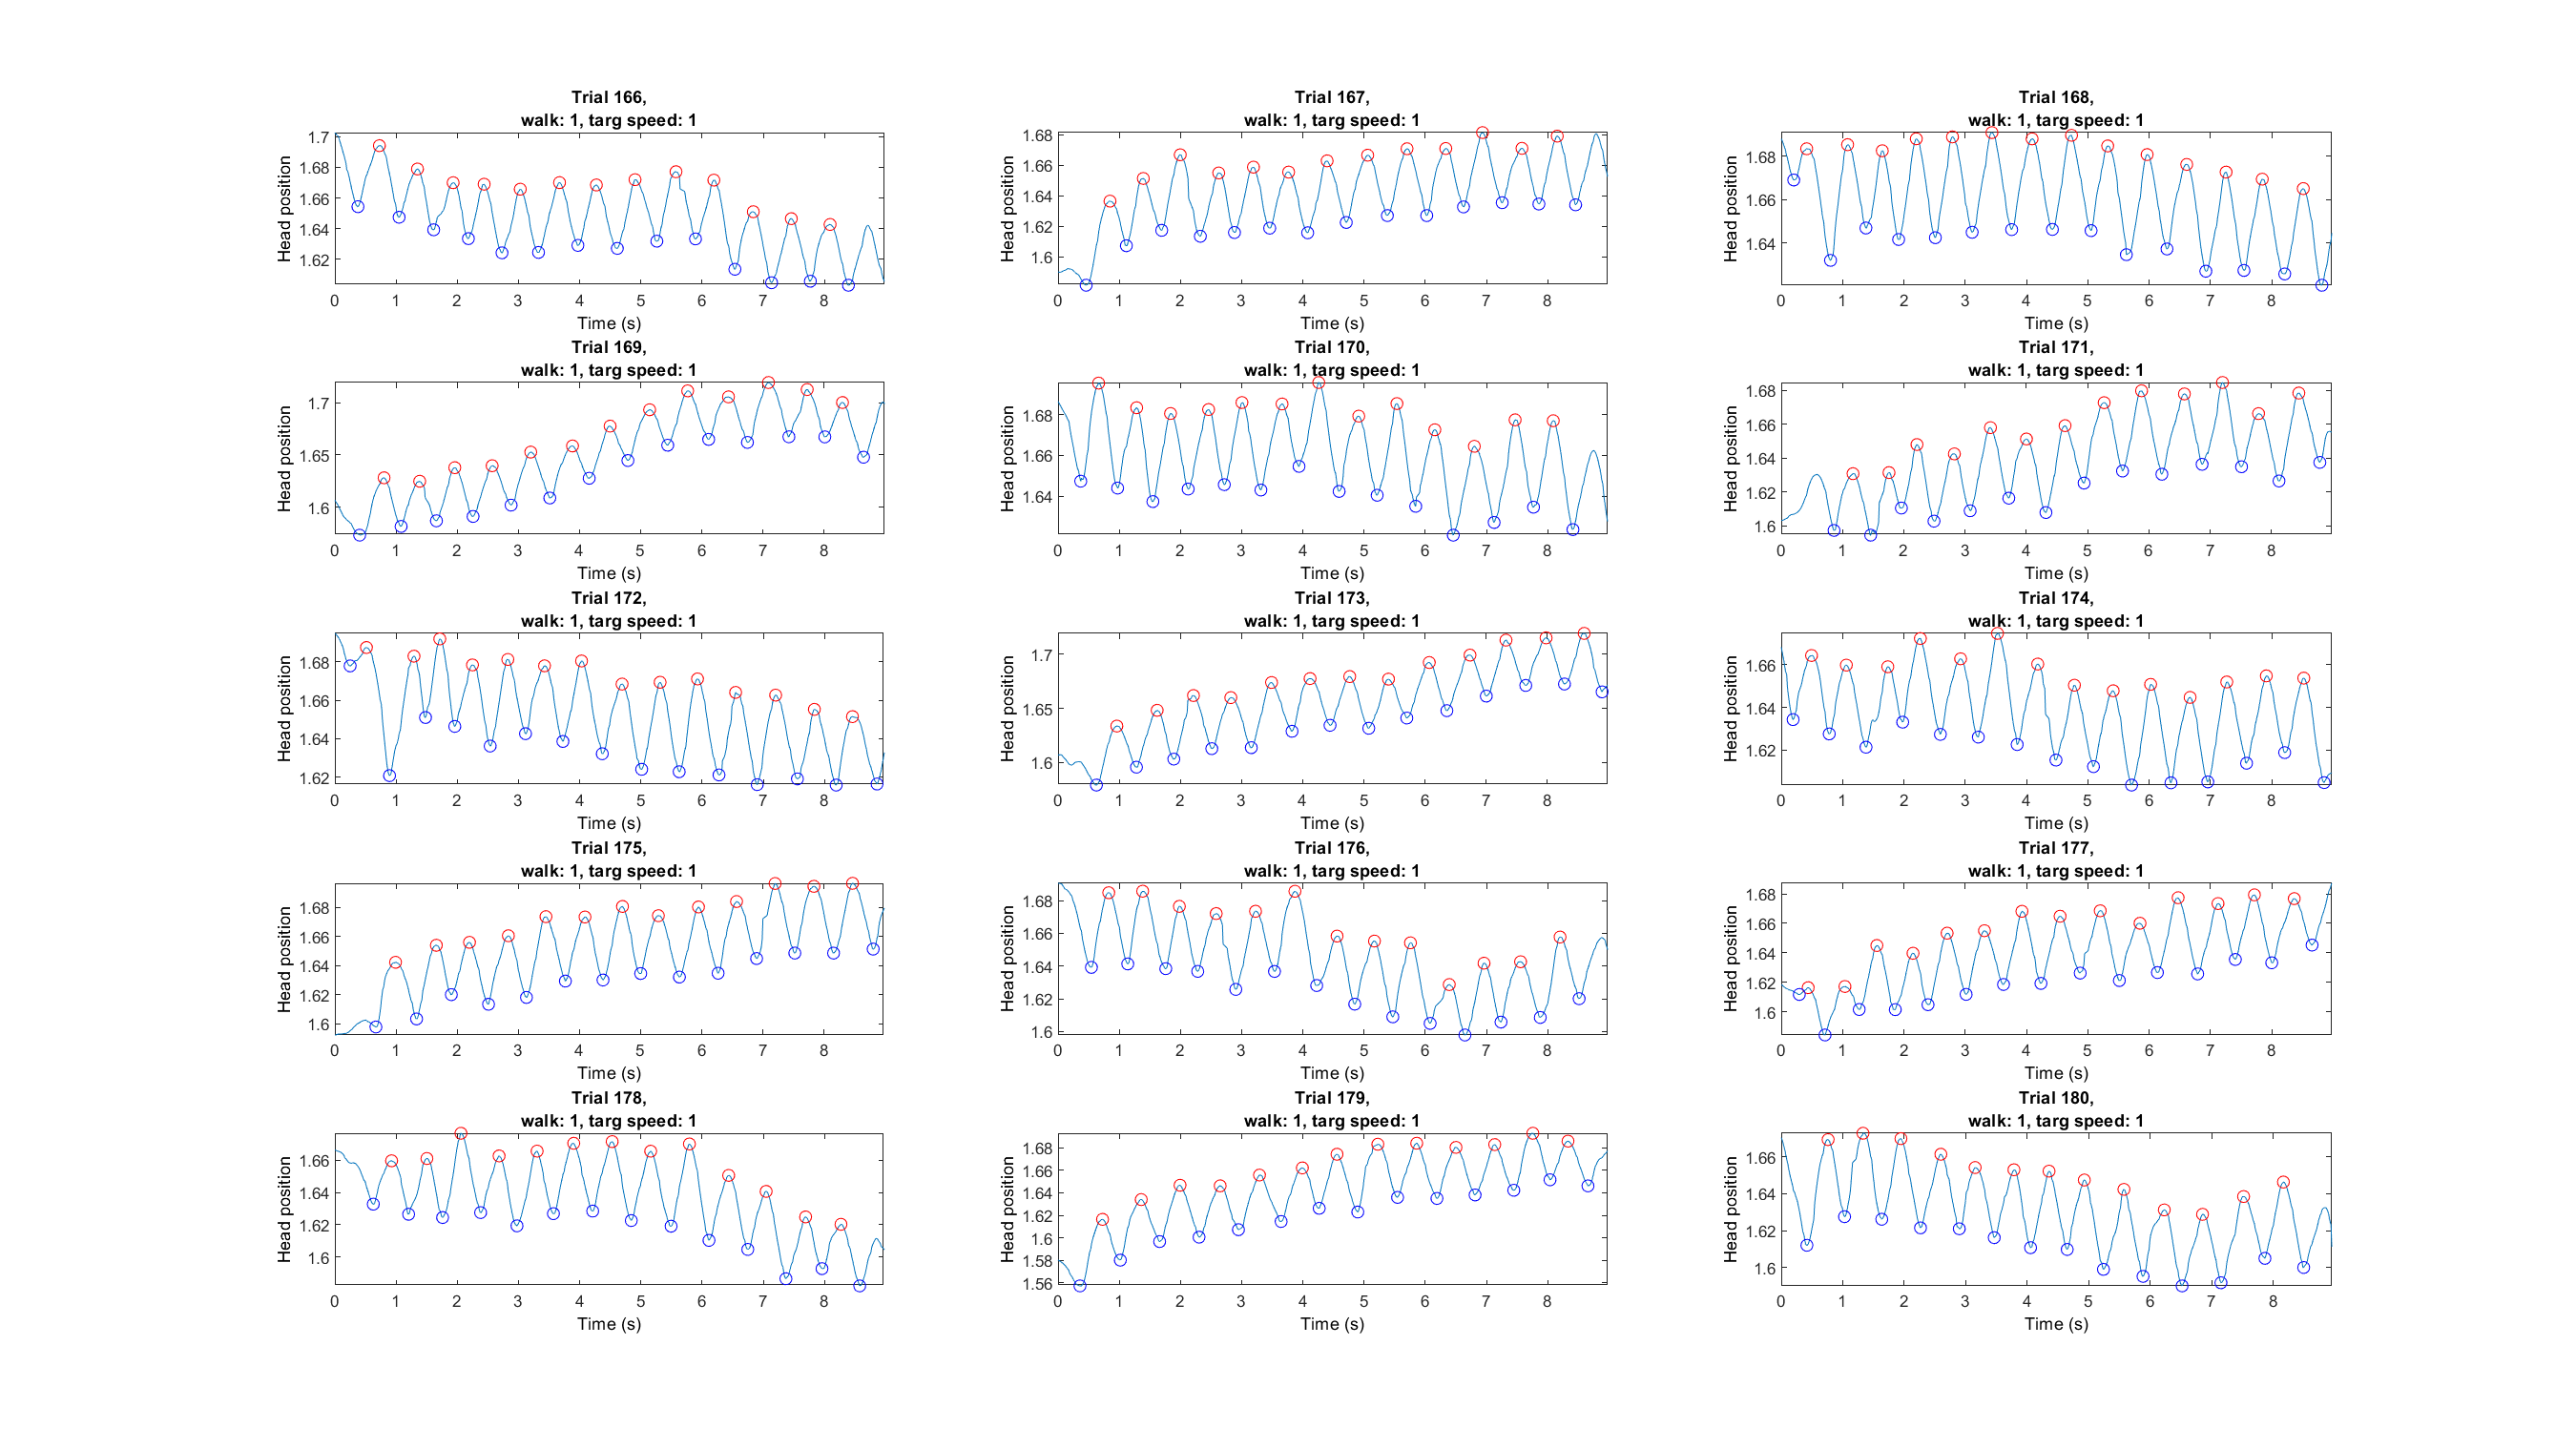 Trial 166,
walk: 1, targ speed: 1
1.7
1.68
1.66
1.64
1.62
Head position
0 1 2 3 4 5 6 7 8
Time (s)
Trial 167,
walk: 1, targ speed: 1
1.68
1.66
1.64
1.62
1.6
Head position
0 1 2 3 4 5 6 7 8
Time (s)
Trial 168,
walk: 1, targ speed: 1
1.68
1.66
1.64
Head position
0 1 2 3 4 5 6 7 8
Time (s)
Trial 169,
walk: 1, targ speed: 1
1.7
1.65
1.6
Head position
0 1 2 3 4 5 6 7 8
Time (s)
Trial 170,
walk: 1, targ speed: 1
1.68
1.66
1.64
Head position
0 1 2 3 4 5 6 7 8
Time (s)
Trial 171,
walk: 1, targ speed: 1
1.68
1.66
1.64
1.62
1.6
Head position
0 1 2 3 4 5 6 7 8
Time (s)
Trial 172,
walk: 1, targ speed: 1
1.68
1.66
1.64
1.62
Head position
0 1 2 3 4 5 6 7 8
Time (s)
Trial 173,
walk: 1, targ speed: 1
1.7
1.65
1.6
Head position
0 1 2 3 4 5 6 7 8
Time (s)
Trial 174,
walk: 1, targ speed: 1
1.66
1.64
1.62
Head position
0 1 2 3 4 5 6 7 8
Time (s)
Trial 175,
walk: 1, targ speed: 1
1.68
1.66
1.64
1.62
1.6
Head position
0 1 2 3 4 5 6 7 8
Time (s)
Trial 176,
walk: 1, targ speed: 1
1.68
1.66
1.64
1.62
1.6
Head position
0 1 2 3 4 5 6 7 8
Time (s)
Trial 177,
walk: 1, targ speed: 1
1.68
1.66
1.64
1.62
1.6
Head position
0 1 2 3 4 5 6 7 8
Time (s)
Trial 178,
walk: 1, targ speed: 1
1.66
1.64
1.62
1.6
Head position
0 1 2 3 4 5 6 7 8
Time (s)
Trial 179,
walk: 1, targ speed: 1
1.68
1.66
1.64
1.62
1.6
1.58
1.56
Head position
0 1 2 3 4 5 6 7 8
Time (s)
Trial 180,
walk: 1, targ speed: 1
1.66
1.64
1.62
1.6
Head position
0 1 2 3 4 5 6 7 8
Time (s)